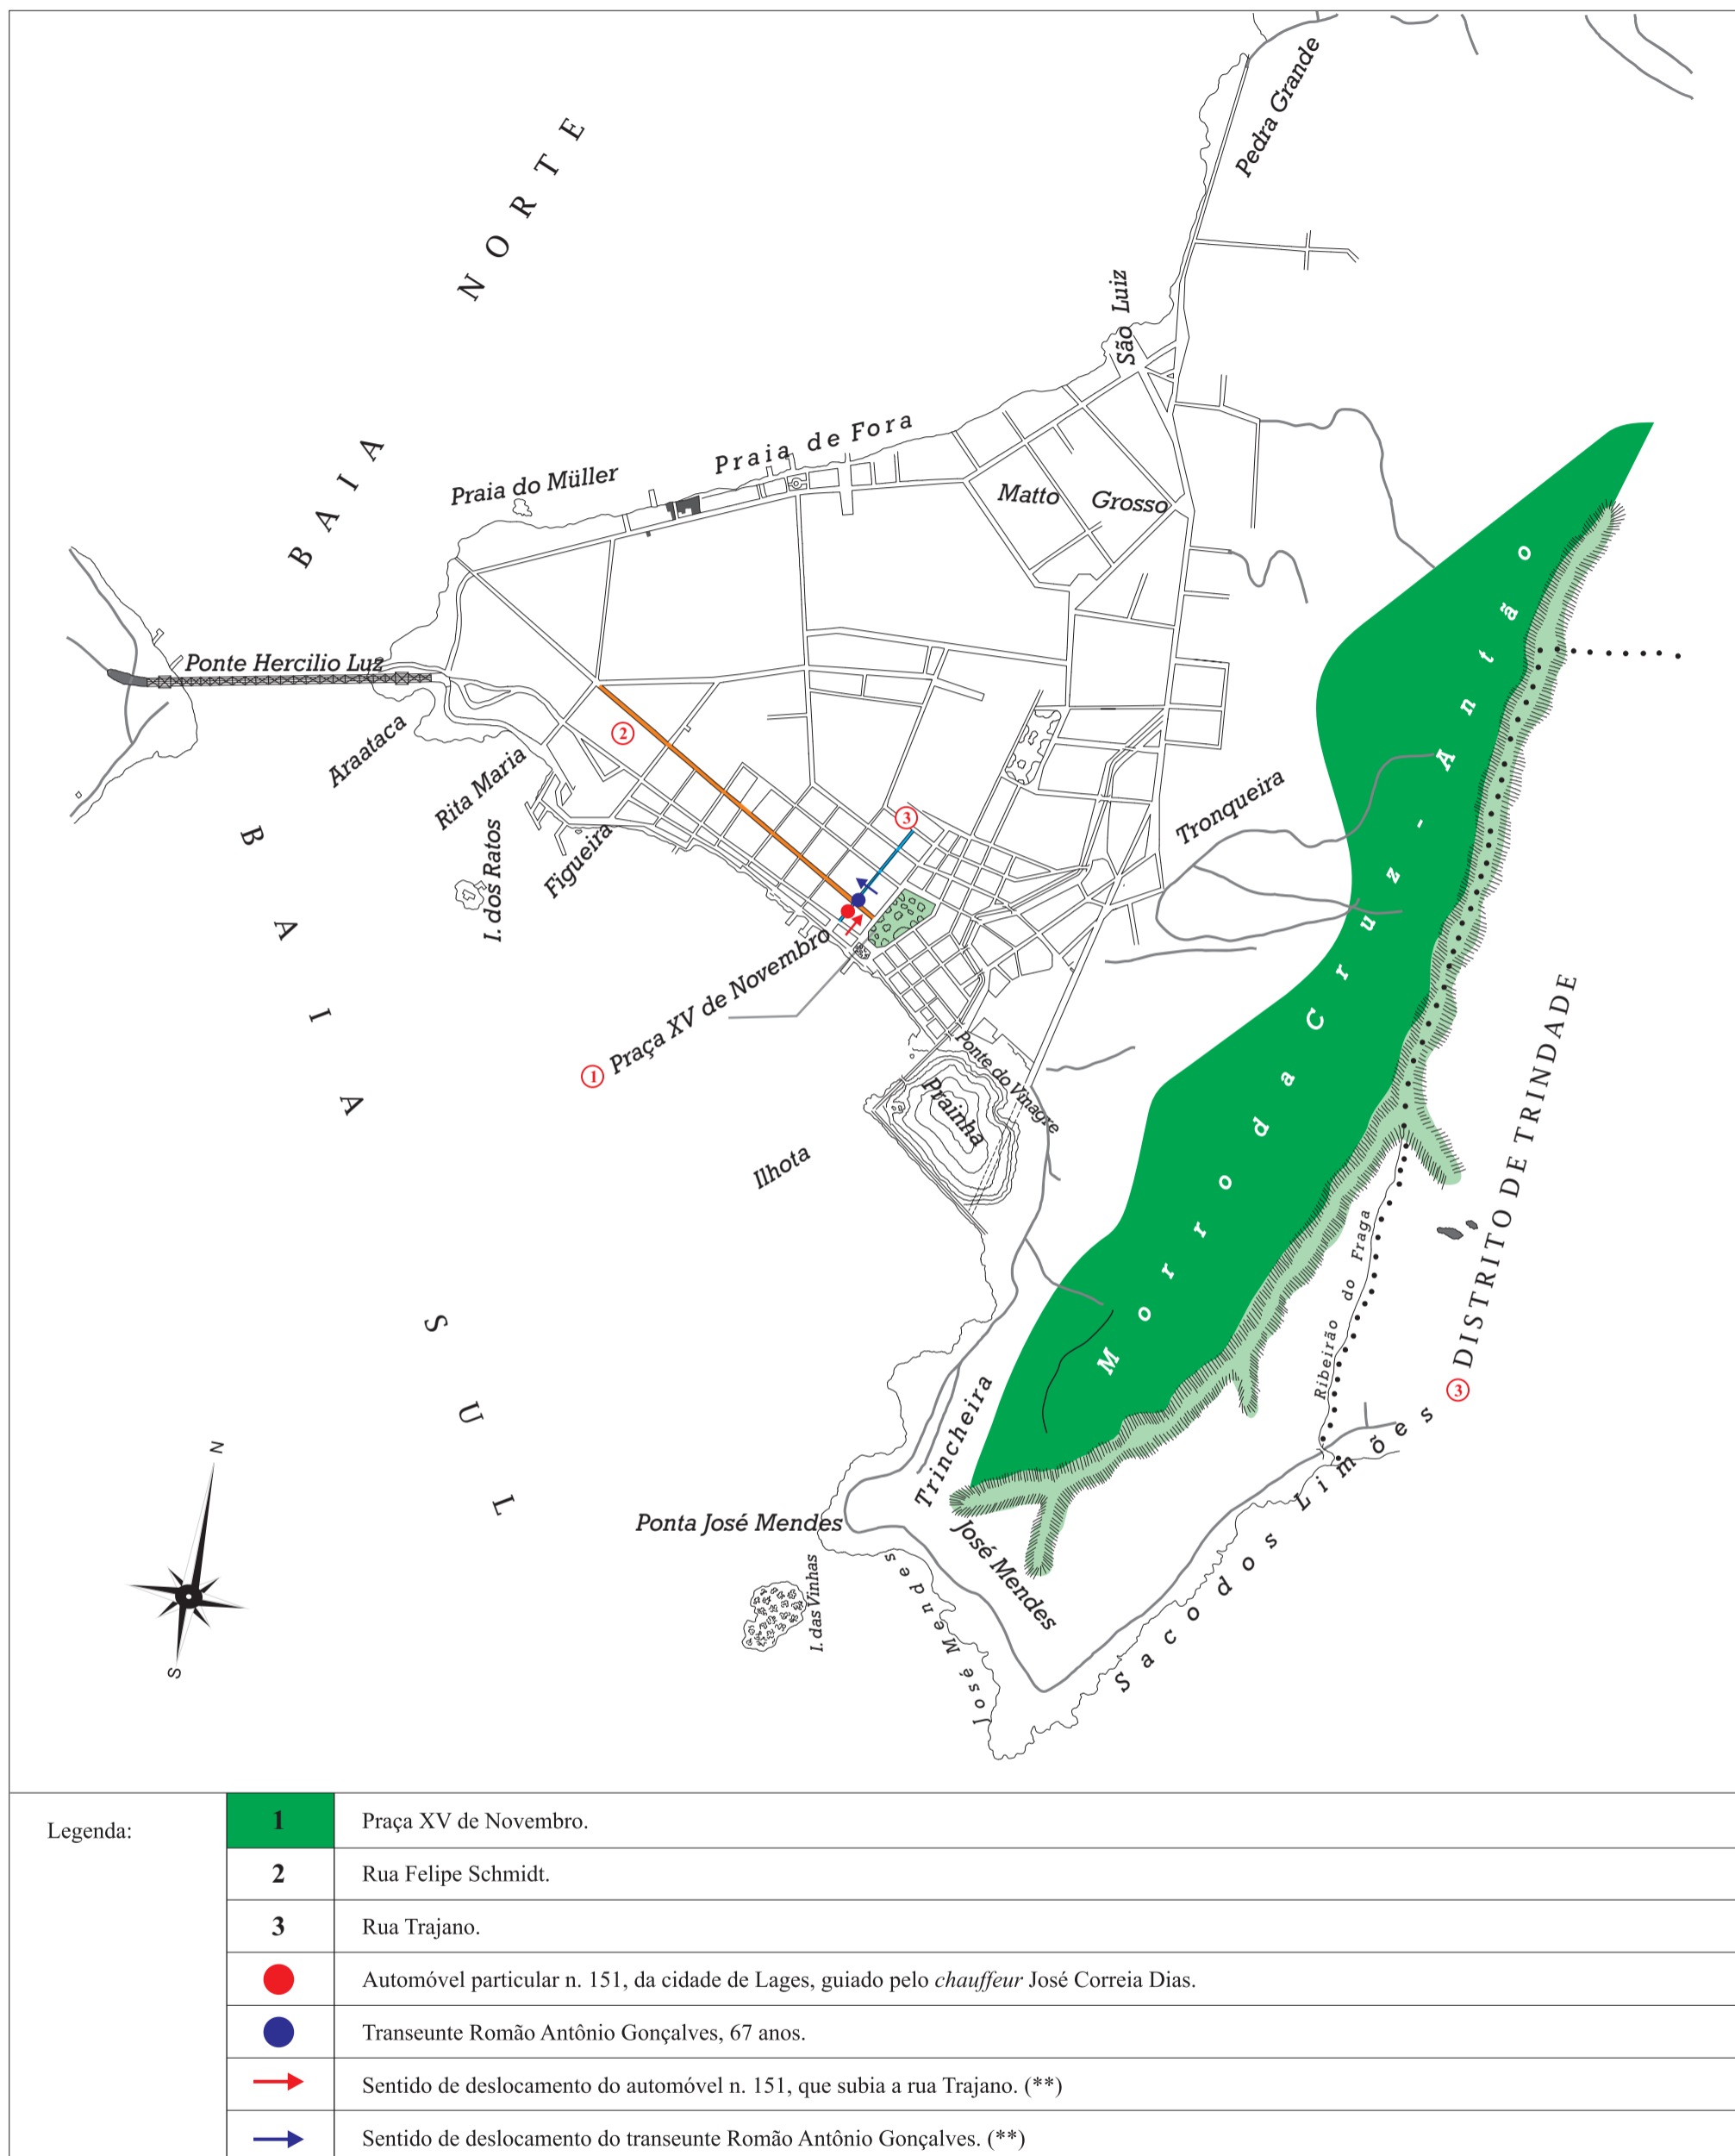 BAIA NORTE
Pedra Grande
São Luiz
Praia de Fora
Praia do Müller
Matto Grosso
Ponte Hercilio Luz
Araataca
Rita Maria
I. dos Ratos
Figueira
2
3
Tronqueira
Morro da Cruz - Antão
1 Praça XV de Novembro
Ponte do Vinagre
Prainha
Ilhota
BAIA SUL
3 DISTRITO DE TRINDADE
Ribeirão do Fraga
Saco dos Limões
Trincheira
José Mendes
Ponta José Mendes
I. das Vinhas
José Mendes
N
S
Legenda:
1 Praça XV de Novembro.
2 Rua Felipe Schmidt.
3 Rua Trajano.
Automóvel particular n. 151, da cidade de Lages, guiado pelo chauffeur José Correia Dias.
Transeunte Romão Antônio Gonçalves, 67 anos.
Sentido de deslocamento do automóvel n. 151, que subia a rua Trajano. (**)
Sentido de deslocamento do transeunte Romão Antônio Gonçalves. (**)